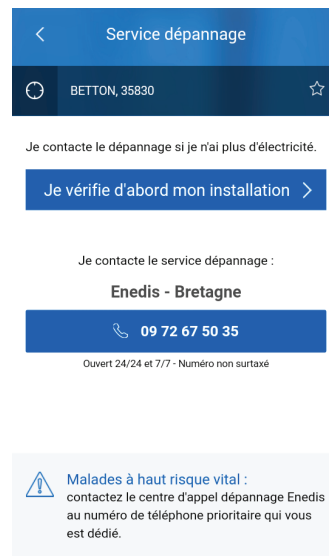 Service dépannage
BETTON, 35830
Je contacte le dépannage si je n'ai plus d'électricité.
Je vérifie d'abord mon installation
Je contacte le service dépannage :
Enedis - Bretagne
09 72 67 50 35
Ouvert 24/24 et 7/7 - Numéro non surtaxé
Malades à haut risque vital :
contactez le centre d'appel dépannage Enedis
au numéro de téléphone prioritaire qui vous
est dédié.